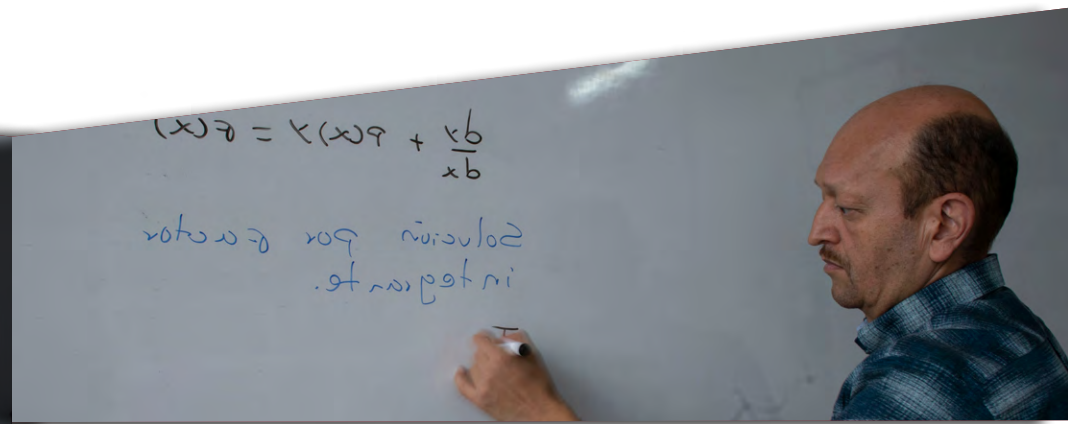 dy/dx + P(x)y = F(x)
Solución por Factor
integrante.